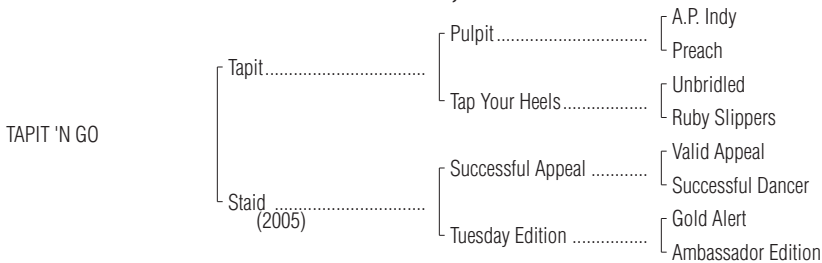 A.P. Indy
Pulpit................................
Preach
Tapit..................................
Unbridled
Tap Your Heels..................
Ruby Slippers
TAPIT 'N GO
Valid Appeal
Successful Appeal ............
Successful Dancer
Staid ................................
(2005)
Gold Alert
Tuesday Edition ................
Ambassador Edition